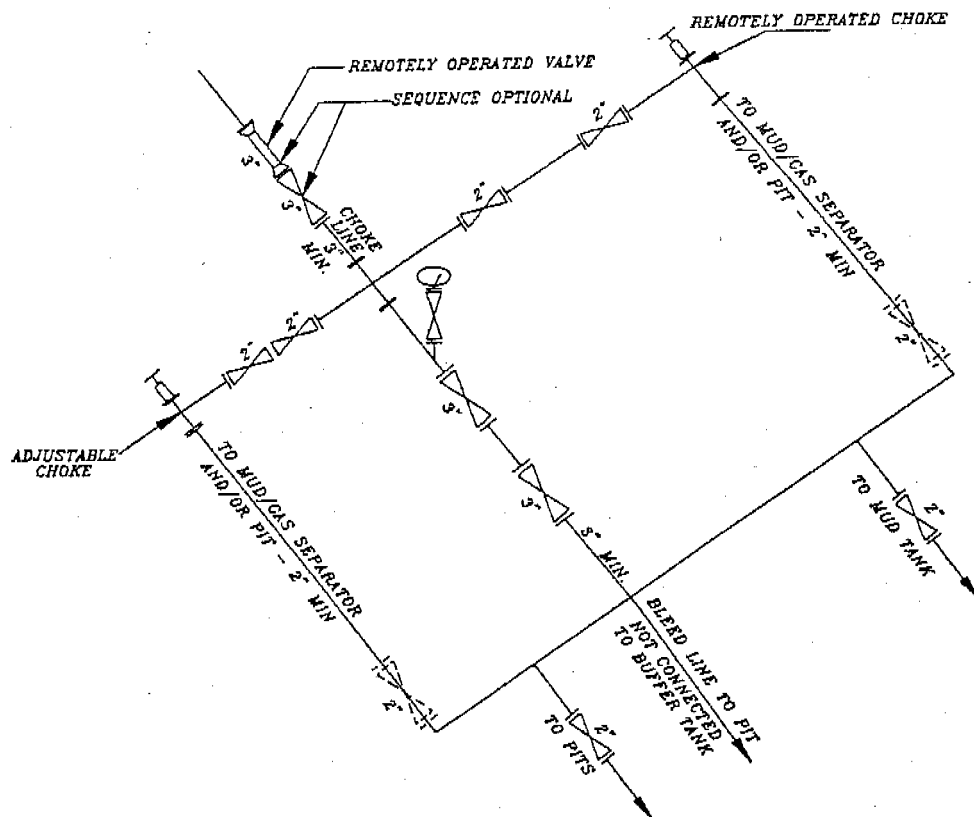 REMOTELY OPERATED CHOKE
REMOTELY OPERATED VALVE
SEQUENCE OPTIONAL
3"
3"
CHOKE
LINE
3"
MIN.
2"
2"
2"
2"
TO MUD/GAS SEPARATOR
AND/OR PIT - 2" MIN
2"
ADJUSTABLE
CHOKE
3"
3"
3" MIN.
TO MUD/GAS SEPARATOR
AND/OR PIT - 2" MIN
2"
2"
TO MUD TANK
BLEED LINE TO PIT
NOT CONNECTED
TO BUFFER TANK
2"
TO PITS